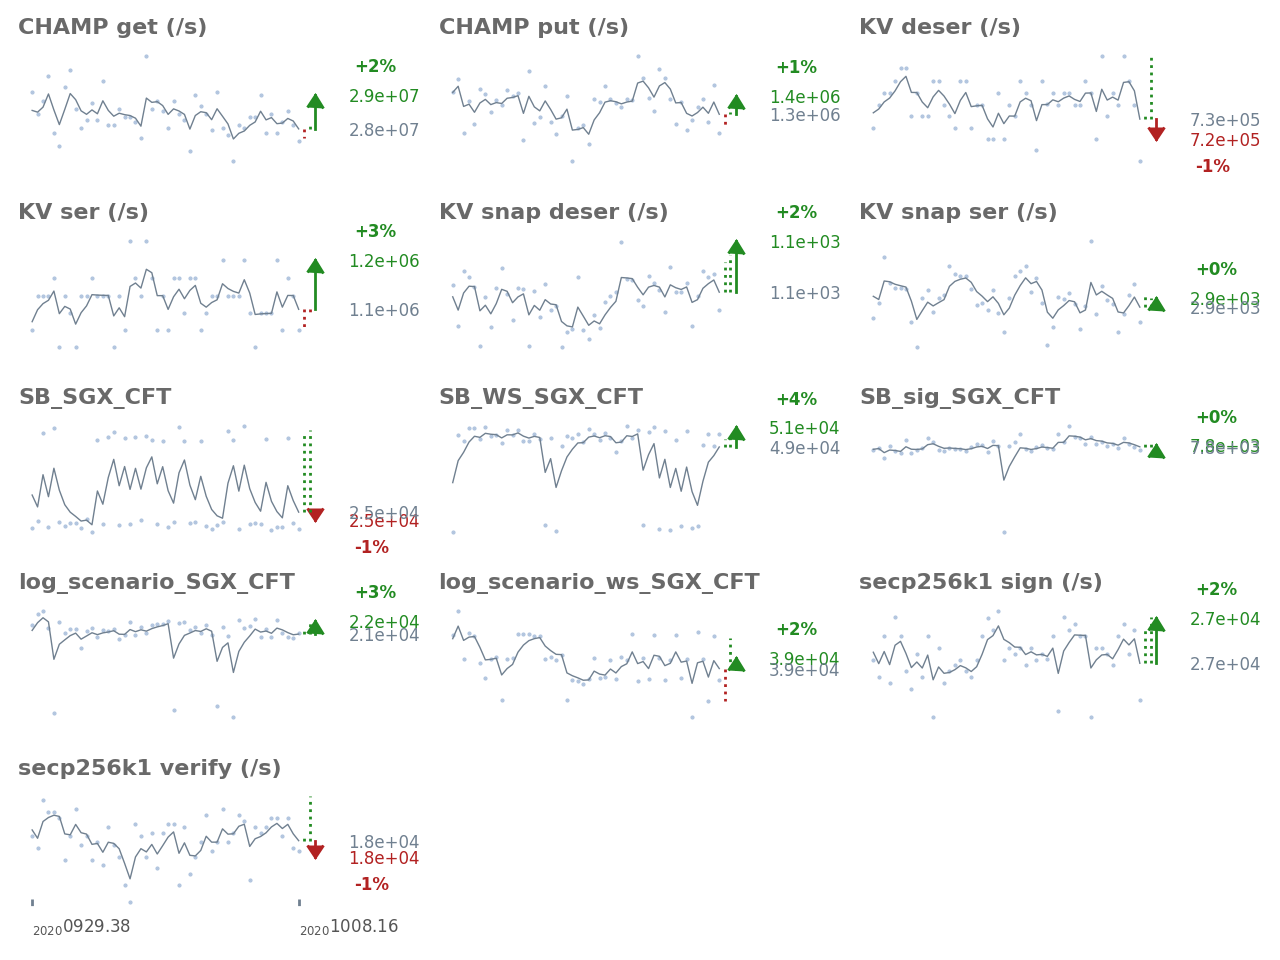 CHAMP get (/s)
+2%
2.9e+07
2.8e+07
CHAMP put (/s)
+1%
1.4e+06
1.3e+06
KV deser (/s)
7.3e+05
7.2e+05
-1%
KV ser (/s)
+3%
1.2e+06
1.1e+06
KV snap deser (/s)
+2%
1.1e+03
1.1e+03
KV snap ser (/s)
+0%
2.9e+03
2.9e+03
SB_SGX_CFT
2.5e+04
2.5e+04
-1%
SB_WS_SGX_CFT
+4%
5.1e+04
4.9e+04
SB_sig_SGX_CFT
+0%
7.8e+03
log_scenario_SGX_CFT
+3%
2.2e+04
2.1e+04
log_scenario_ws_SGX_CFT
+2%
3.9e+04
3.9e+04
secp256k1 sign (/s)
+2%
2.7e+04
2.7e+04
secp256k1 verify (/s)
1.8e+04
1.8e+04
-1%
20200929.38
20201008.16